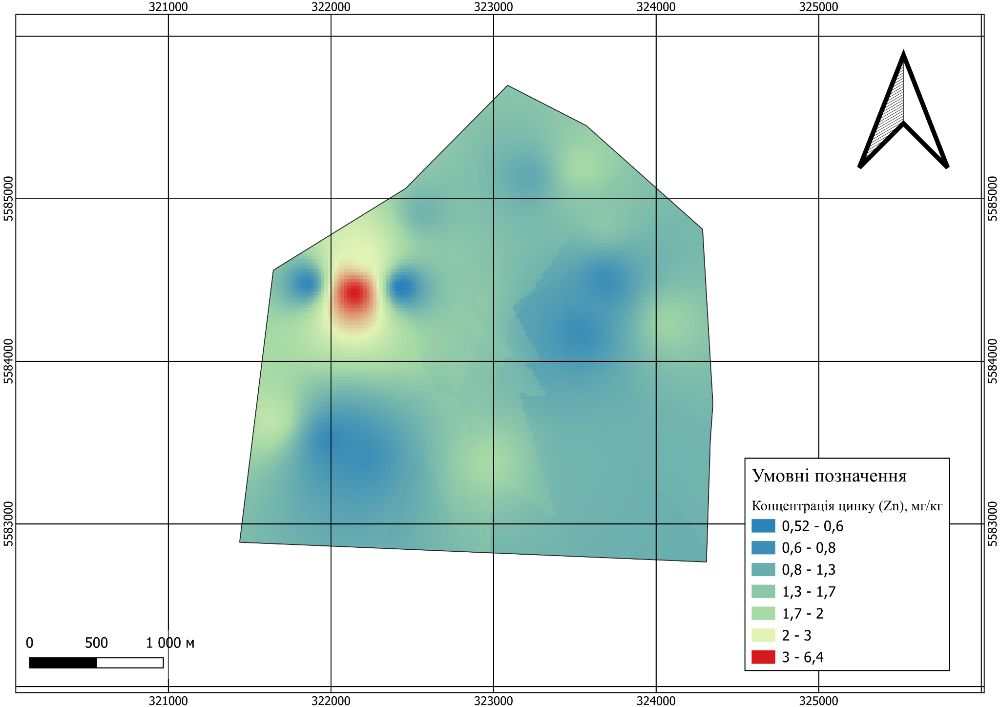 321000 322000 323000 324000 325000
5585000 5585000
5584000 5584000
5583000 5583000
Умовні позначення
Концентрація цинку (Zn), мг/кг
0,52 - 0,6
0,6 - 0,8
0,8 - 1,3
1,3 - 1,7
1,7 - 2
2 - 3
3 - 6,4
0 500 1 000 м
321000 322000 323000 324000 325000